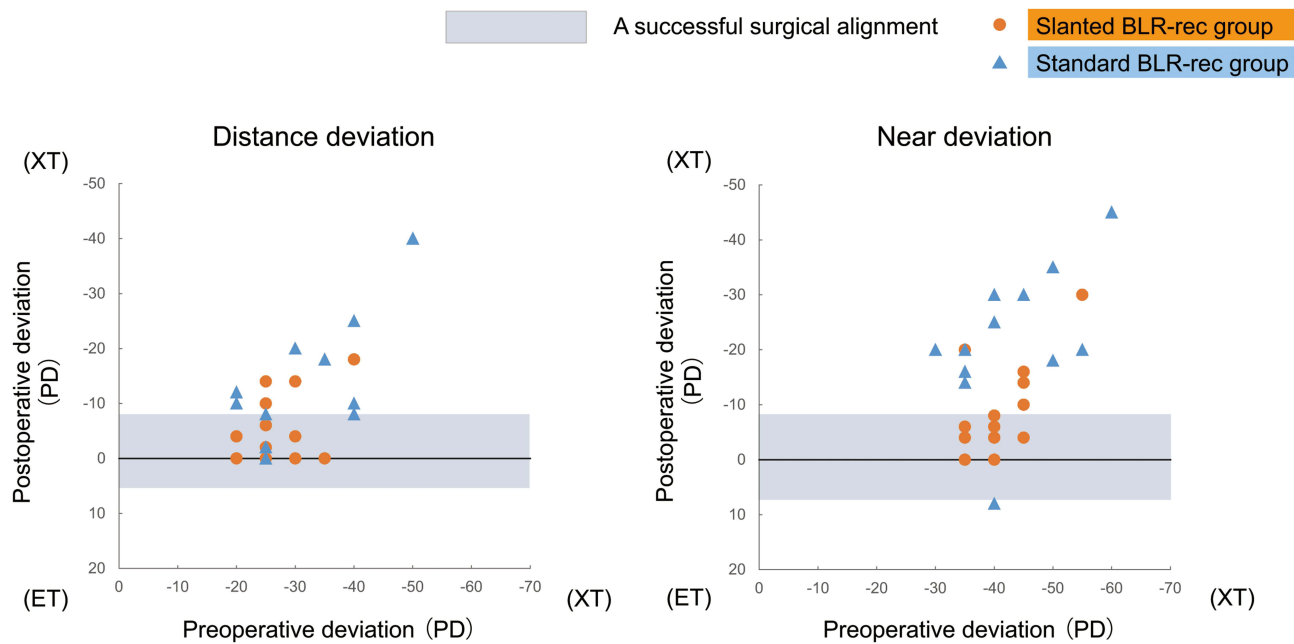 A successful surgical alignment
Slanted BLR-rec group
Standard BLR-rec group
Distance deviation
(XT)
-50
-40
-30
-20
-10
0
10
20
Postoperative deviation
(PD)
0 -10 -20 -30 -40 -50 -60 -70
(ET)
(XT)
Preoperative deviation (PD)
Near deviation
(XT)
-50
-40
-30
-20
-10
0
10
20
Postoperative deviation
(PD)
0 -10 -20 -30 -40 -50 -60 -70
(ET)
(XT)
Preoperative deviation (PD)